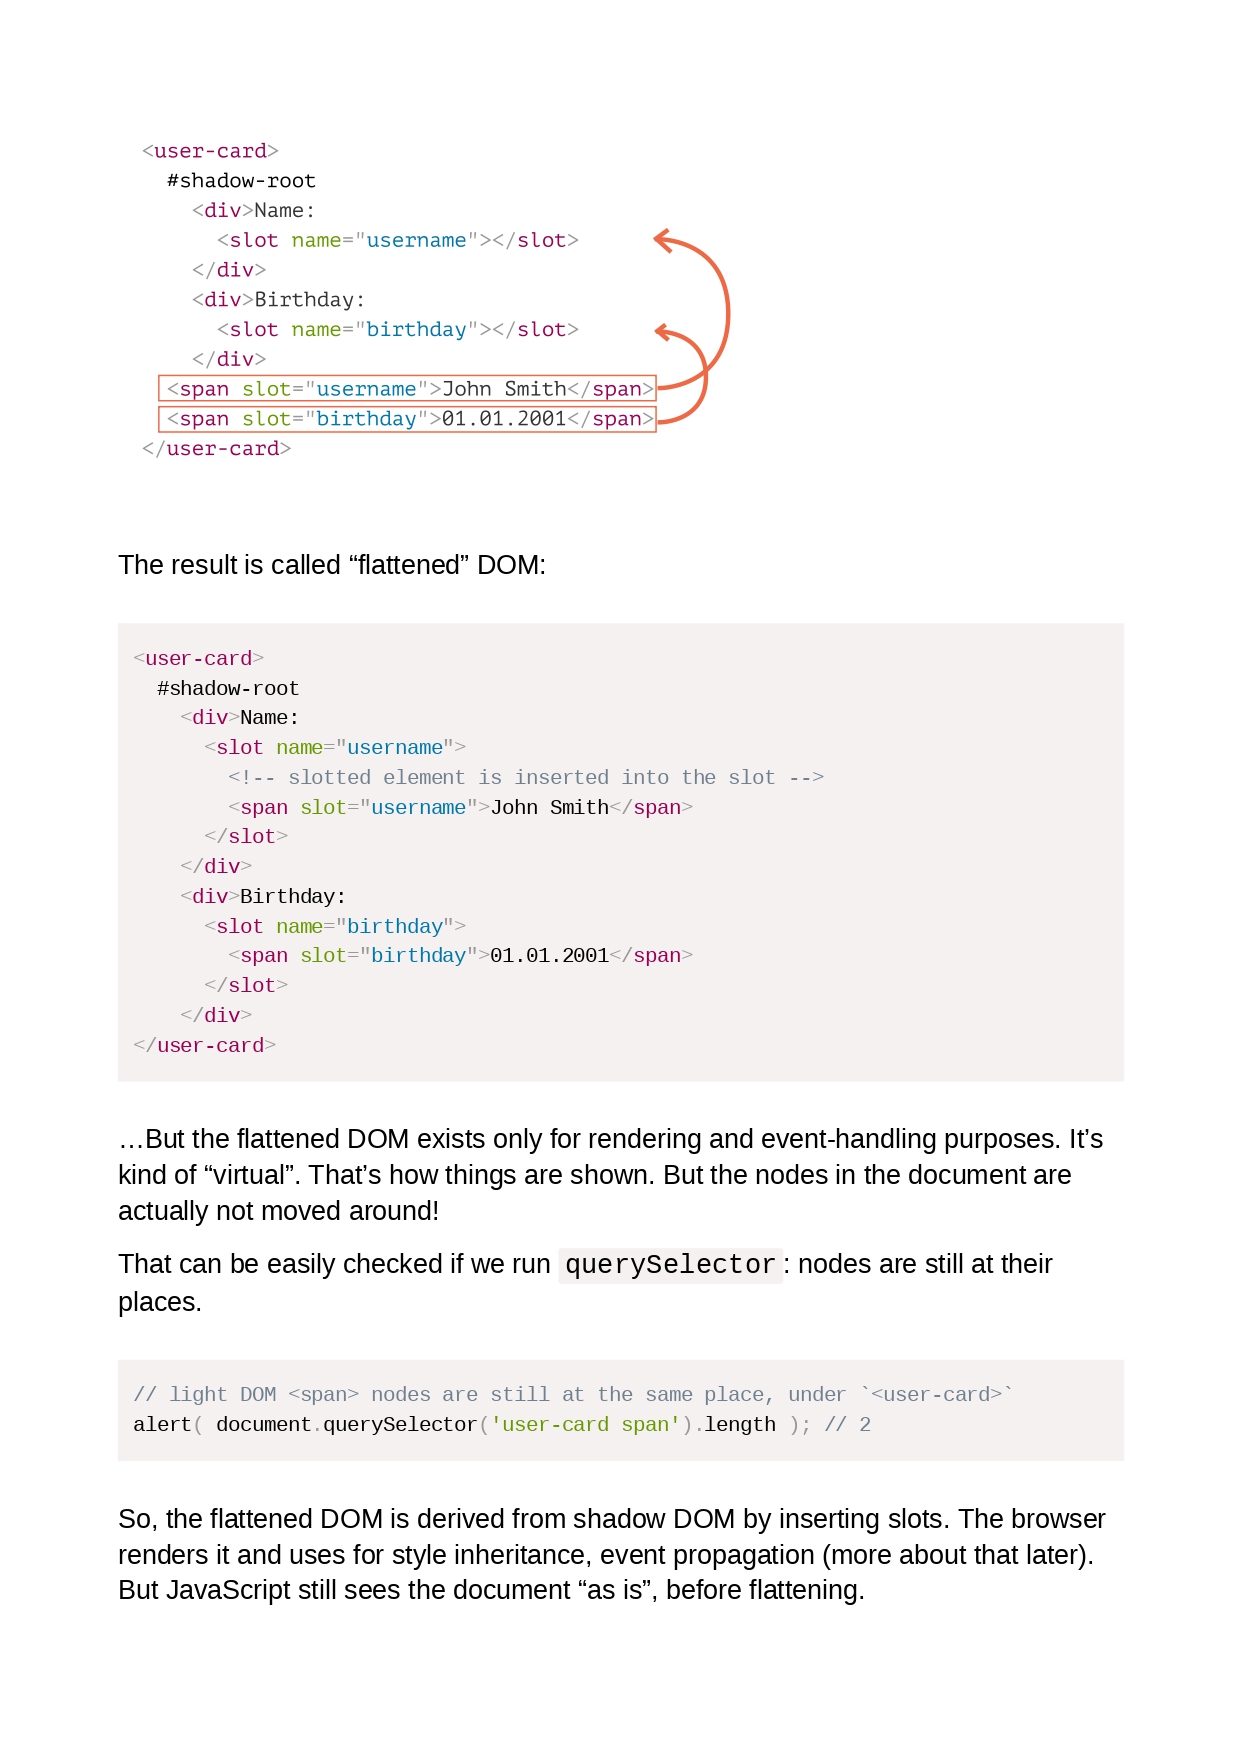 <user-card>
  #shadow-root
    <div>Name:
      <slot name="username"></slot>
    </div>
    <div>Birthday:
      <slot name="birthday"></slot>
    </div>
  <span slot="username">John Smith</span>
  <span slot="birthday">01.01.2001</span>
</user-card>
The result is called “flattened” DOM:
<user-card>
  #shadow-root
    <div>Name:
      <slot name="username">
        <!-- slotted element is inserted into the slot -->
        <span slot="username">John Smith</span>
      </slot>
    </div>
    <div>Birthday:
      <slot name="birthday">
        <span slot="birthday">01.01.2001</span>
      </slot>
    </div>
</user-card>
…But the flattened DOM exists only for rendering and event-handling purposes. It’s
kind of “virtual”. That’s how things are shown. But the nodes in the document are
actually not moved around!
That can be easily checked if we run querySelector: nodes are still at their
places.
// light DOM <span> nodes are still at the same place, under `<user-card>`
alert( document.querySelector('user-card span').length ); // 2
So, the flattened DOM is derived from shadow DOM by inserting slots. The browser
renders it and uses for style inheritance, event propagation (more about that later).
But JavaScript still sees the document “as is”, before flattening.